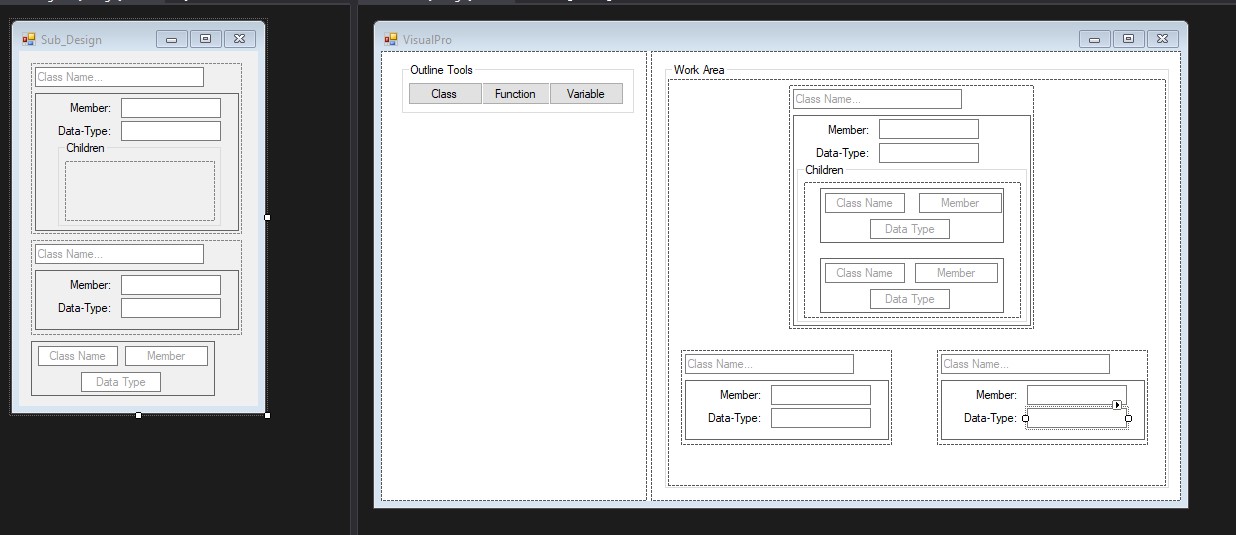 Sub_Design
Class Name...
Member:
Data-Type:
Children
Class Name...
Member:
Data-Type:
Class Name Member
Data Type
VisualPro
Outline Tools
Class Function Variable
Work Area
Class Name...
Member:
Data-Type:
Children
Class Name Member
Data Type
Class Name Member
Data Type
Class Name...
Member:
Data-Type:
Class Name...
Member:
Data-Type: